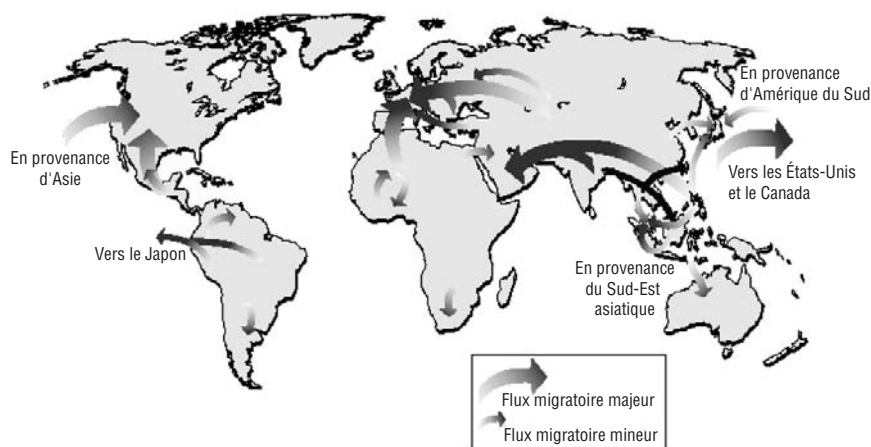 En provenance
d'Amérique du Sud
En provenance
d'Asie
Vers les États-Unis
et le Canada
Vers le Japon
En provenance
du Sud-Est
asiatique
Flux migratoire majeur
Flux migratoire mineur